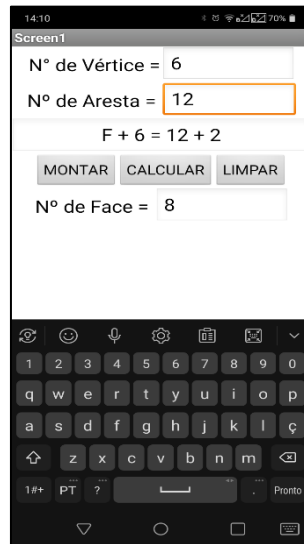 14:10 70%
Screen1
N° de Vértice = 6
Nº de Aresta = 12
F + 6 = 12 + 2
MONTAR CALCULAR LIMPAR
Nº de Face = 8
1 2 3 4 5 6 7 8 9 0
q w e r t y u i o p
a s d f g h j k l ç
z x c v b n m
1#+ PT ? . Pronto